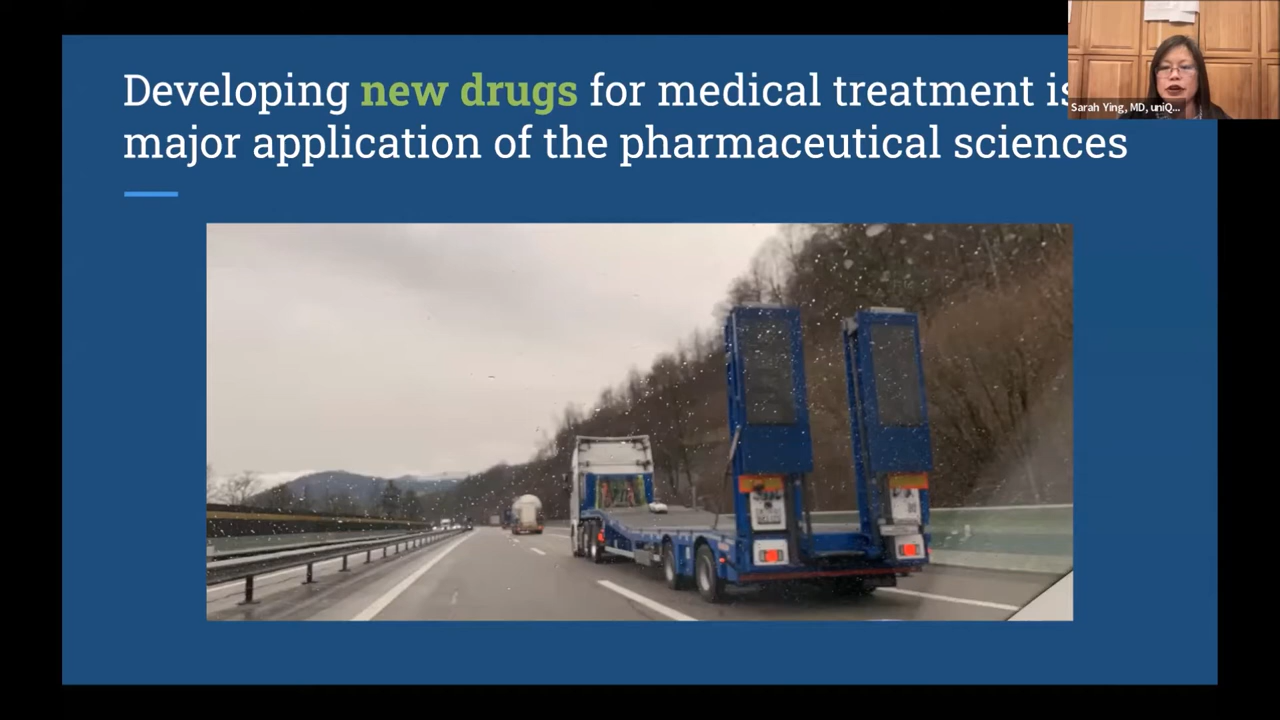 Developing new drugs for medical treatment is
major application of the pharmaceutical sciences
Sarah Ying, MD, uniQ...